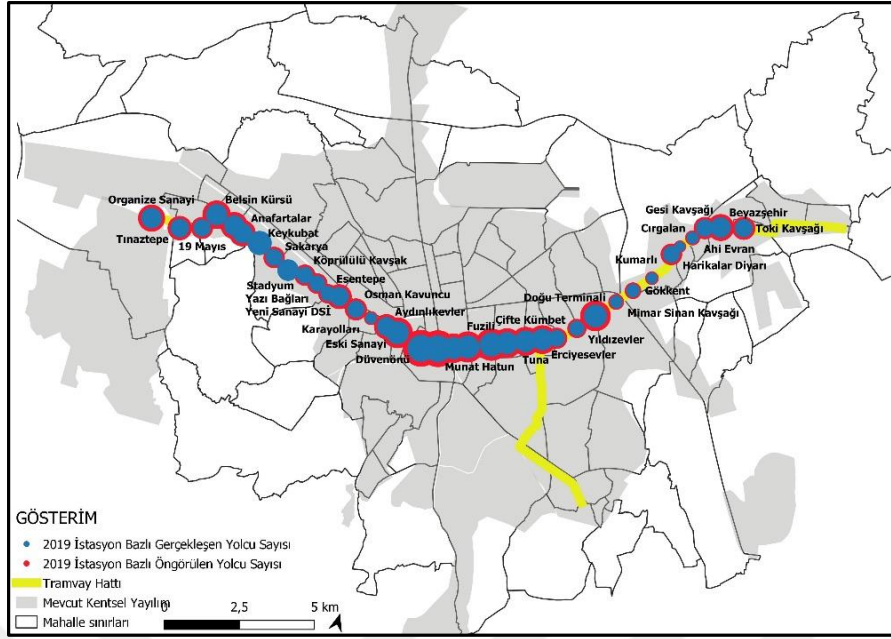 Organize Sanayi
Belsin Kürsü
Tınaztepe
19 Mayıs
Anafartalar
Keykubat
Sakarya
Köprülülü Kavşak
Stadyum
Esentepe
Yazı Bağları
Osman Kavuncu
Yeni Sanayi DSİ
Aydınlıkevler
Karayolları
Eski Sanayi
Fuzili
Çifte Kümbet
Düvenönü
Munat Hatun
Tuna
Erciyesevler
Yıldızevler
Doğu Terminali
Mimar Sinan Kavşağı
Gökkent
Kumarlı
Harikalar Diyarı
Cırgalan
Gesi Kavşağı
Ahi Evran
Beyazşehir
Toki Kavşağı
GÖSTERİM
2019 İstasyon Bazlı Gerçekleşen Yolcu Sayısı
2019 İstasyon Bazlı Öngörülen Yolcu Sayısı
Tramvay Hattı
Mevcut Kentsel Yayılım
Mahalle sınırları
0 2,5 5 km